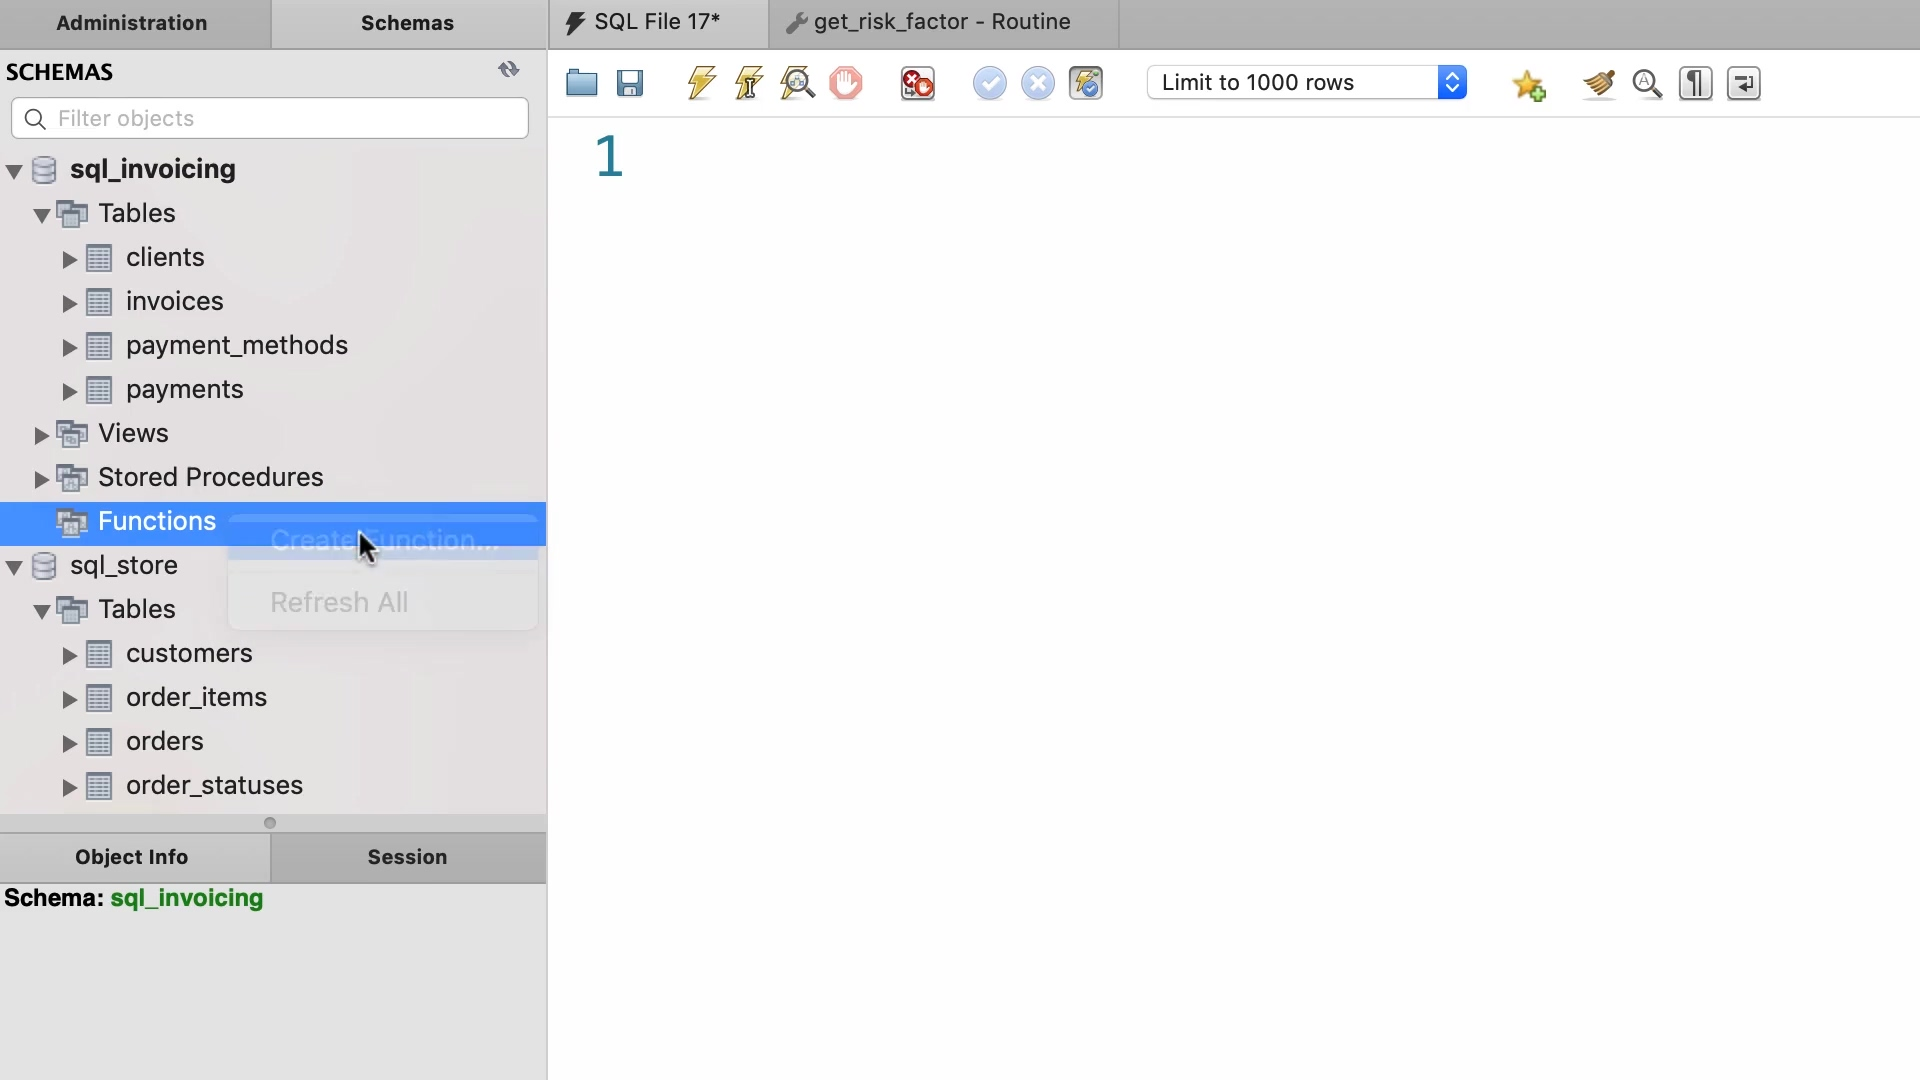 Administration
Schemas
SQL File 17*
get_risk_factor - Routine
SCHEMAS
Filter objects
Limit to 1000 rows
1
sql_invoicing
Tables
clients
invoices
payment_methods
payments
Views
Stored Procedures
Functions
Create Function...
Refresh All
sql_store
Tables
customers
order_items
orders
order_statuses
Object Info
Session
Schema: sql_invoicing